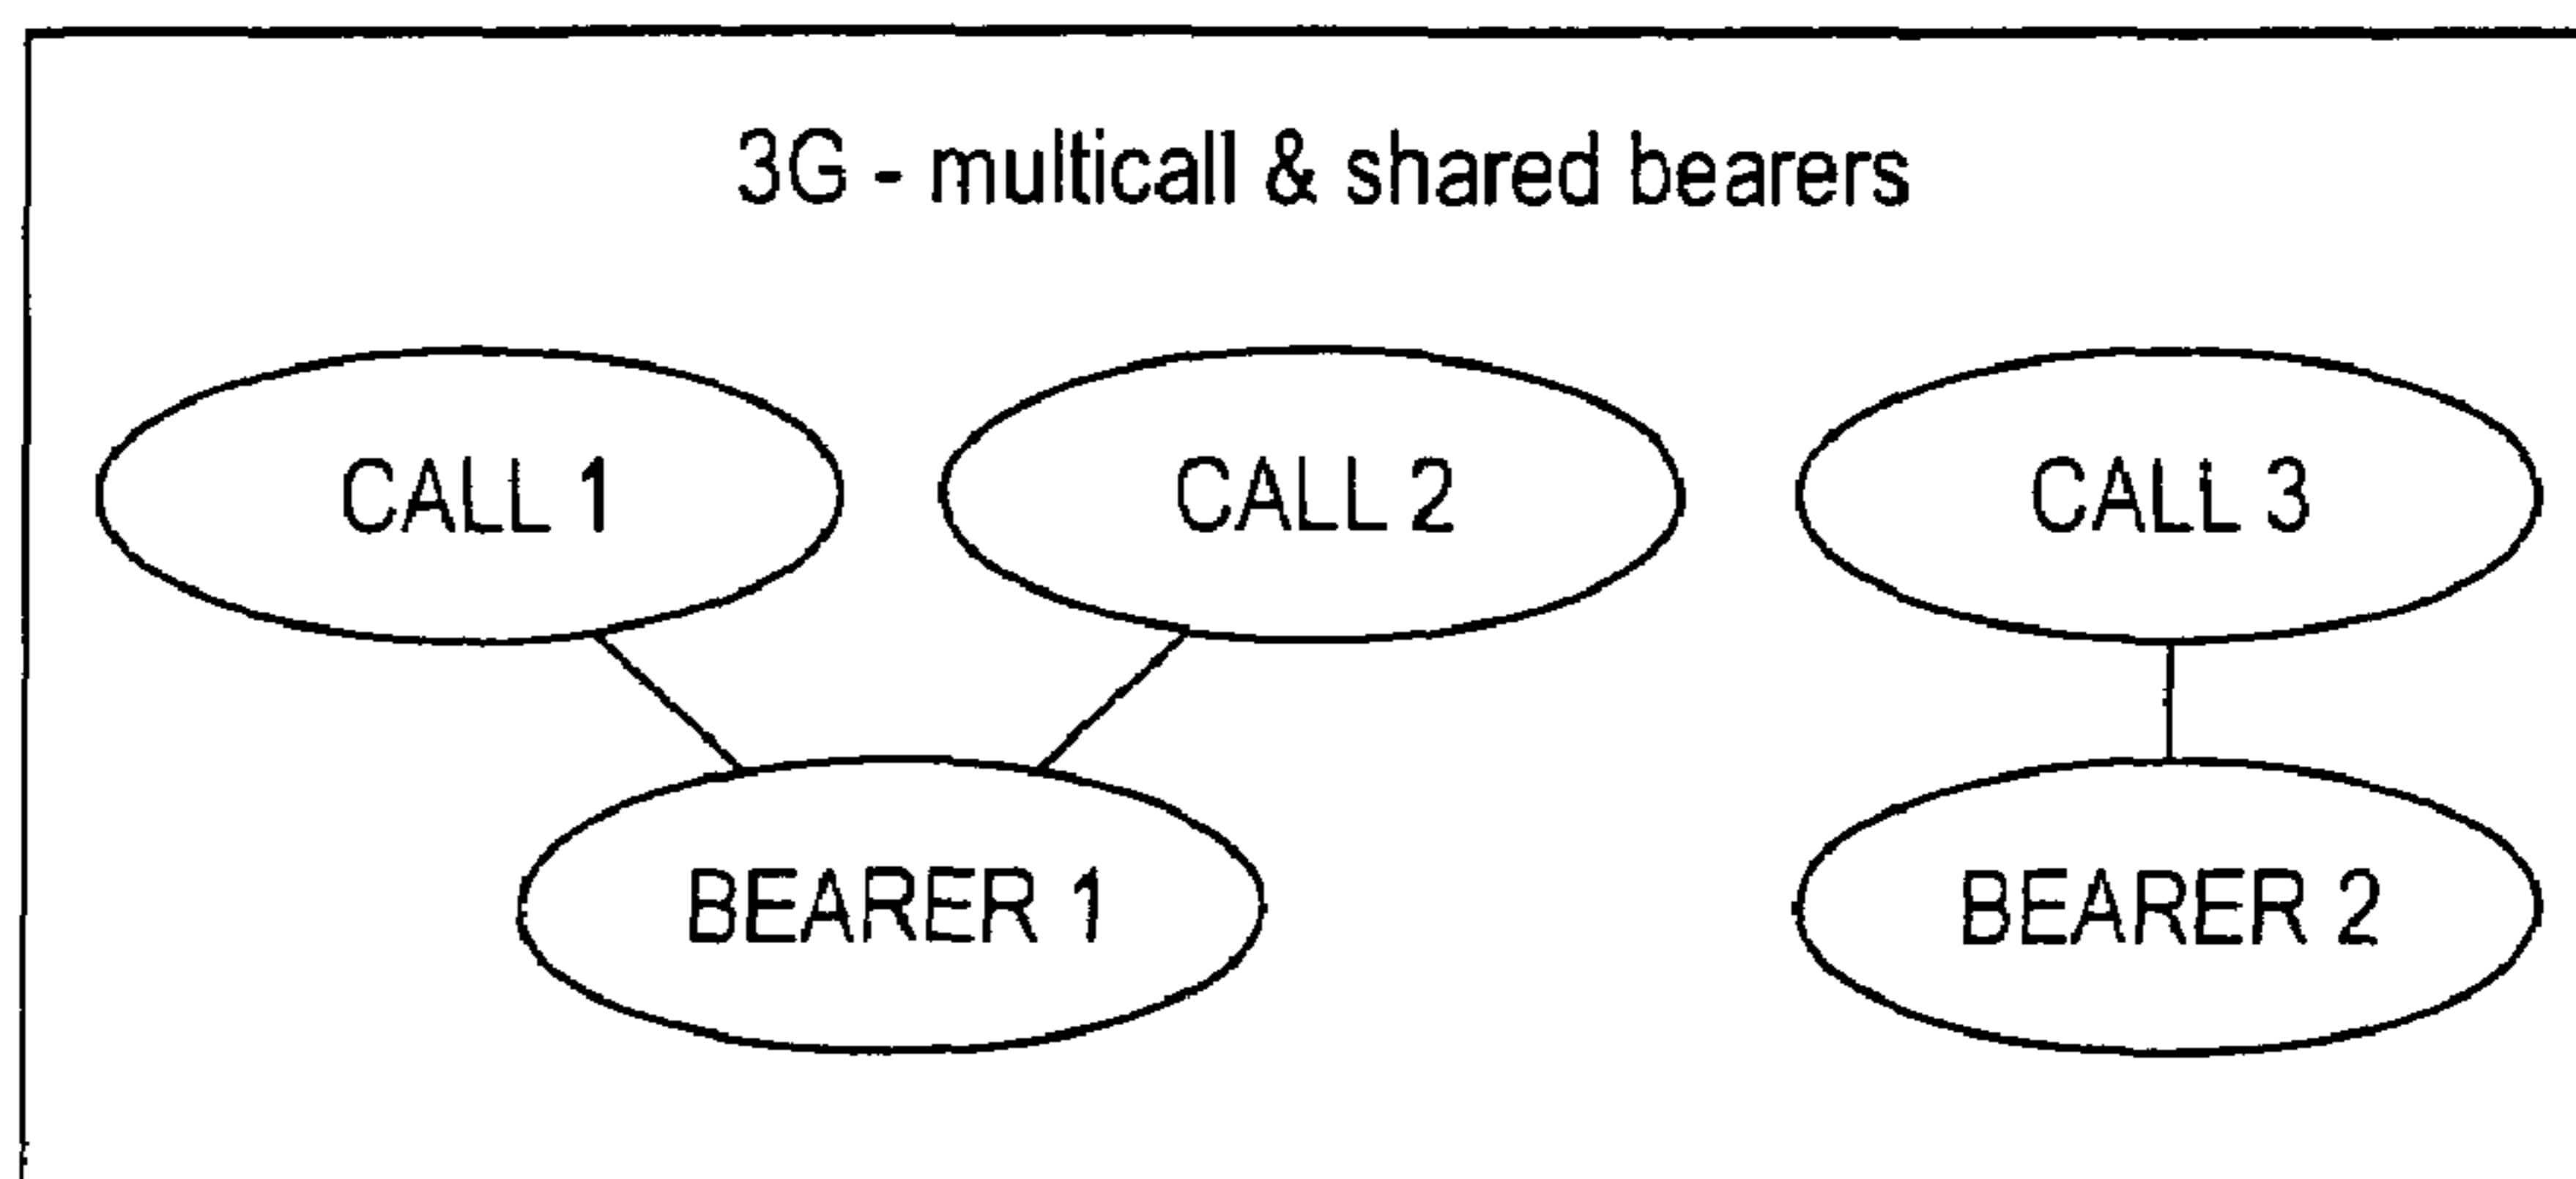 3G - multicall & shared bearers
CALL 1
CALL 2
CALL 3
BEARER 1
BEARER 2